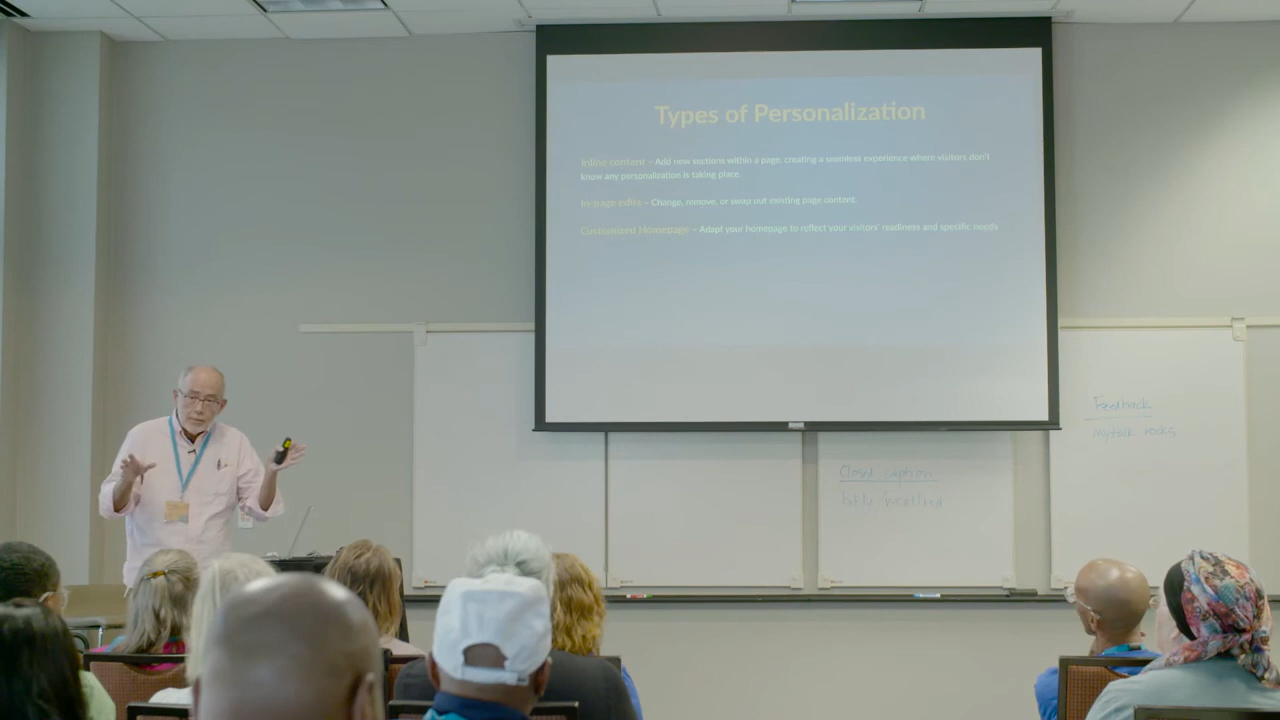 Types of Personalization
Inline content – Add new sections within a page, creating a seamless experience where visitors don't
know any personalization is taking place.
In-page edits – Change, remove, or swap out existing page content.
Customized Homepage – Adapt your homepage to reflect your visitors' readiness and specific needs
Feedback
rocks
Closed caption